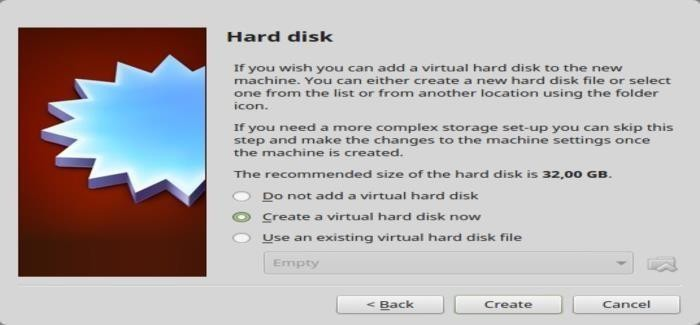 Hard disk
If you wish you can add a virtual hard disk to the new
machine. You can either create a new hard disk file or select
one from the list or from another location using the folder
icon.
If you need a more complex storage set-up you can skip this
step and make the changes to the machine settings once
the machine is created.
The recommended size of the hard disk is 32,00 GB.
Do not add a virtual hard disk
Create a virtual hard disk now
Use an existing virtual hard disk file
Empty
< Back
Create
Cancel